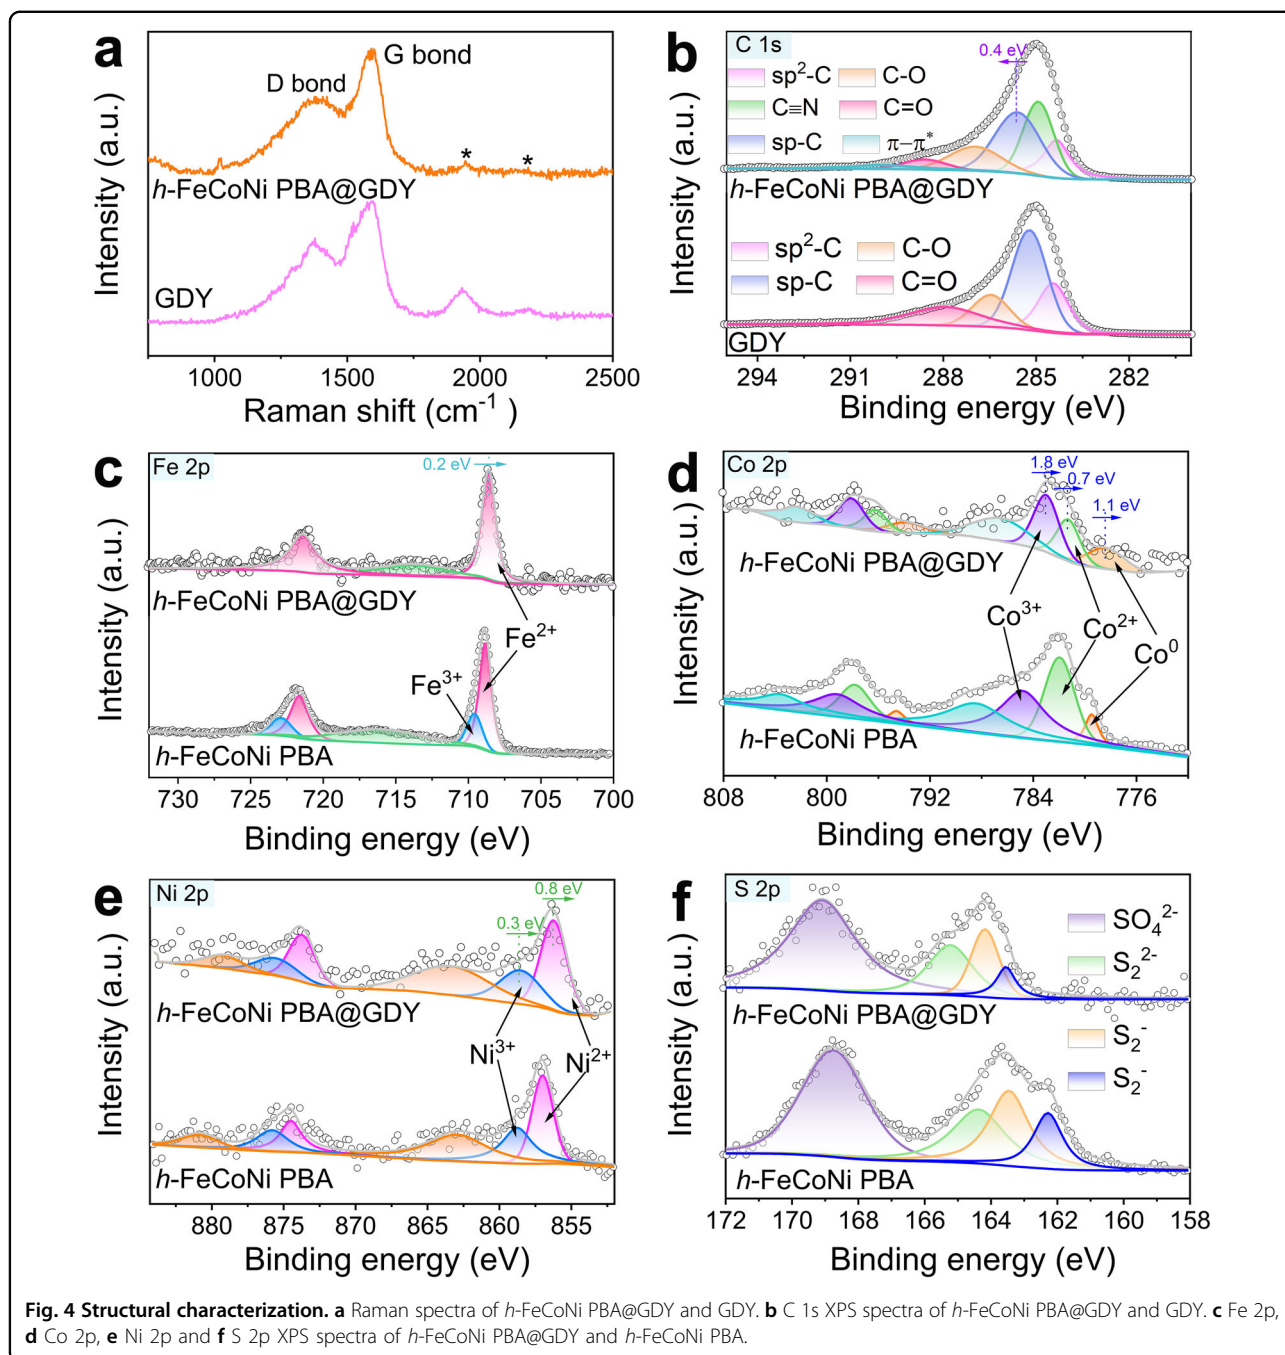 a
Intensity (a.u.)
D bond
G bond
*
*
h-FeCoNi PBA@GDY
GDY
1000 1500 2000 2500
Raman shift (cm⁻¹)
b
Intensity (a.u.)
C 1s
0.4 eV
sp²-C C-O
C≡N C=O
sp-C π–π*
h-FeCoNi PBA@GDY
sp²-C C-O
sp-C C=O
GDY
294 291 288 285 282
Binding energy (eV)
c
Intensity (a.u.)
Fe 2p
0.2 eV
h-FeCoNi PBA@GDY
Fe²⁺
Fe³⁺
h-FeCoNi PBA
730 725 720 715 710 705 700
Binding energy (eV)
d
Intensity (a.u.)
Co 2p
1.8 eV
0.7 eV
1.1 eV
h-FeCoNi PBA@GDY
Co³⁺
Co²⁺
Co⁰
h-FeCoNi PBA
808 800 792 784 776
Binding energy (eV)
e
Intensity (a.u.)
Ni 2p
0.8 eV
0.3 eV
h-FeCoNi PBA@GDY
Ni³⁺
Ni²⁺
h-FeCoNi PBA
880 875 870 865 860 855
Binding energy (eV)
f
Intensity (a.u.)
S 2p
SO₄²⁻
S₂²⁻
h-FeCoNi PBA@GDY
S₂⁻
S₂⁻
h-FeCoNi PBA
172 170 168 166 164 162 160 158
Binding energy (eV)
Fig. 4 Structural characterization. a Raman spectra of h-FeCoNi PBA@GDY and GDY. b C 1s XPS spectra of h-FeCoNi PBA@GDY and GDY. c Fe 2p,
d Co 2p, e Ni 2p and f S 2p XPS spectra of h-FeCoNi PBA@GDY and h-FeCoNi PBA.